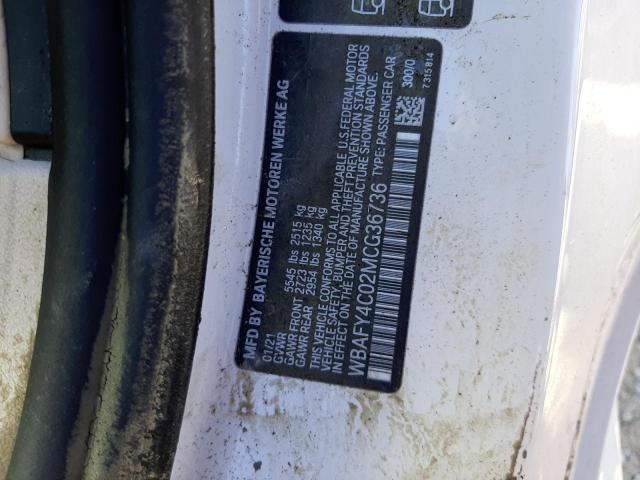 MFD BY BAYERISCHE MOTOREN WERKE AG
01/21
GVWR 5545 lbs 2515 kg
GAWR FRONT 2723 lbs 1235 kg
GAWR REAR 2954 lbs 1340 kg
THIS VEHICLE CONFORMS TO ALL APPLICABLE U.S.FEDERAL MOTOR
VEHICLE SAFETY, BUMPER AND THEFT PREVENTION STANDARDS
IN EFFECT ON THE DATE OF MANUFACTURE SHOWN ABOVE.
WBAFY4C02MCG36736 TYPE: PASSENGER CAR
300/0
7315814